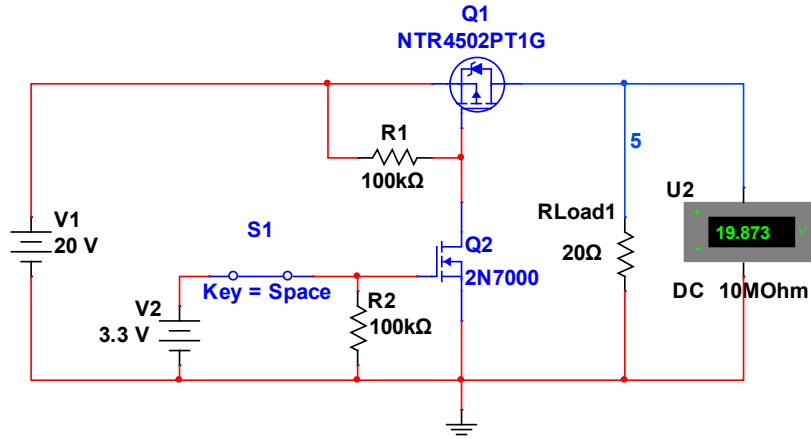 Q1
NTR4502PT1G
R1
100kΩ
5
V1
20 V
S1
Key = Space
Q2
2N7000
RLoad1
20Ω
U2
+
-
19.873 V
DC 10MOhm
V2
3.3 V
R2
100kΩ